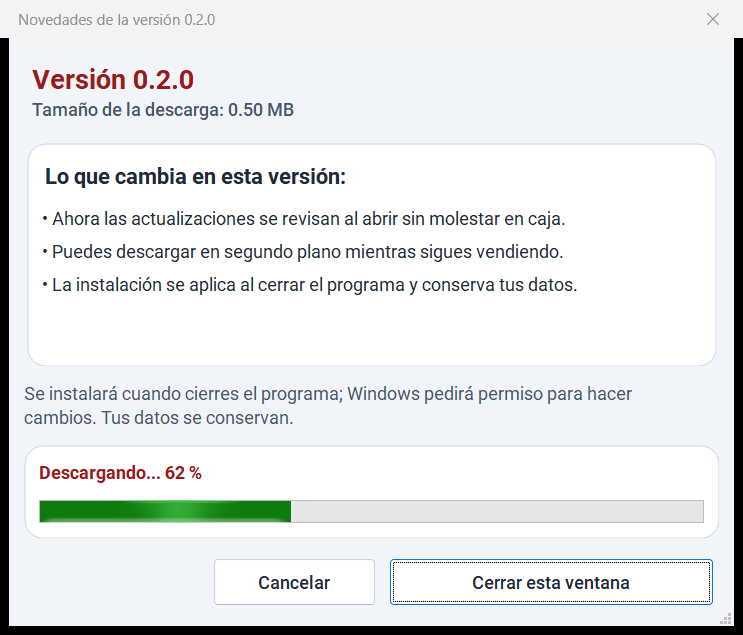 Novedades de la versión 0.2.0
Versión 0.2.0
Tamaño de la descarga: 0.50 MB
Lo que cambia en esta versión:
• Ahora las actualizaciones se revisan al abrir sin molestar en caja.
• Puedes descargar en segundo plano mientras sigues vendiendo.
• La instalación se aplica al cerrar el programa y conserva tus datos.
Se instalará cuando cierres el programa; Windows pedirá permiso para hacer
cambios. Tus datos se conservan.
Descargando... 62 %
Cancelar
Cerrar esta ventana